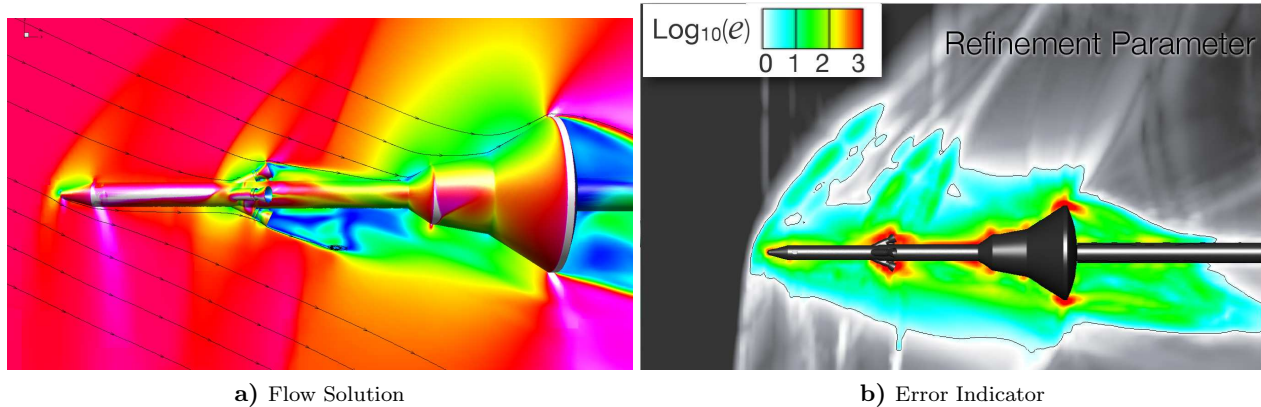 Log10(e)
0 1 2 3
Refinement Parameter
a) Flow Solution
b) Error Indicator